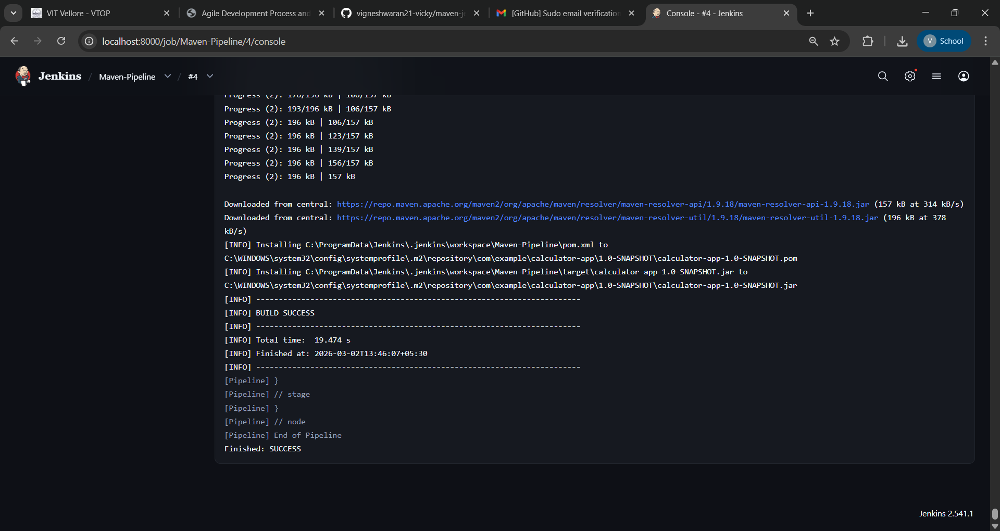 VIT Vellore - VTOP
Agile Development Process and
vigneshwaran21-vicky/maven-je
[GitHub] Sudo email verification
Console - #4 - Jenkins
localhost:8000/job/Maven-Pipeline/4/console
V School
Jenkins / Maven-Pipeline / #4
Progress (2): 176/196 kB | 106/157 kB
Progress (2): 193/196 kB | 106/157 kB
Progress (2): 196 kB | 106/157 kB
Progress (2): 196 kB | 123/157 kB
Progress (2): 196 kB | 139/157 kB
Progress (2): 196 kB | 156/157 kB
Progress (2): 196 kB | 157 kB
Downloaded from central: https://repo.maven.apache.org/maven2/org/apache/maven/resolver/maven-resolver-api/1.9.18/maven-resolver-api-1.9.18.jar (157 kB at 314 kB/s)
Downloaded from central: https://repo.maven.apache.org/maven2/org/apache/maven/resolver/maven-resolver-util/1.9.18/maven-resolver-util-1.9.18.jar (196 kB at 378
kB/s)
[INFO] Installing C:\ProgramData\Jenkins\.jenkins\workspace\Maven-Pipeline\pom.xml to
C:\WINDOWS\system32\config\systemprofile\.m2\repository\com\example\calculator-app\1.0-SNAPSHOT\calculator-app-1.0-SNAPSHOT.pom
[INFO] Installing C:\ProgramData\Jenkins\.jenkins\workspace\Maven-Pipeline\target\calculator-app-1.0-SNAPSHOT.jar to
C:\WINDOWS\system32\config\systemprofile\.m2\repository\com\example\calculator-app\1.0-SNAPSHOT\calculator-app-1.0-SNAPSHOT.jar
[INFO] ------------------------------------------------------------------------
[INFO] BUILD SUCCESS
[INFO] ------------------------------------------------------------------------
[INFO] Total time:  19.474 s
[INFO] Finished at: 2026-03-02T13:46:07+05:30
[INFO] ------------------------------------------------------------------------
[Pipeline] }
[Pipeline] // stage
[Pipeline] }
[Pipeline] // node
[Pipeline] End of Pipeline
Finished: SUCCESS
Jenkins 2.541.1